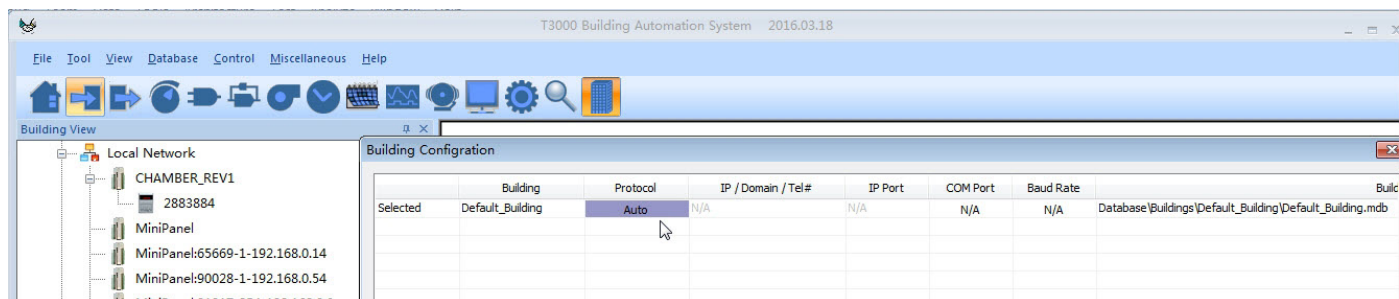 T3000 Building Automation System 2016.03.18
File Tool View Database Control Miscellaneous Help
Building View
Local Network
CHAMBER_REV1
2883884
MiniPanel
MiniPanel:65669-1-192.168.0.14
MiniPanel:90028-1-192.168.0.54
Building Configration
Building Protocol IP / Domain / Tel# IP Port COM Port Baud Rate Build
Selected Default_Building Auto N/A N/A N/A N/A Database\Buildings\Default_Building\Default_Building.mdb